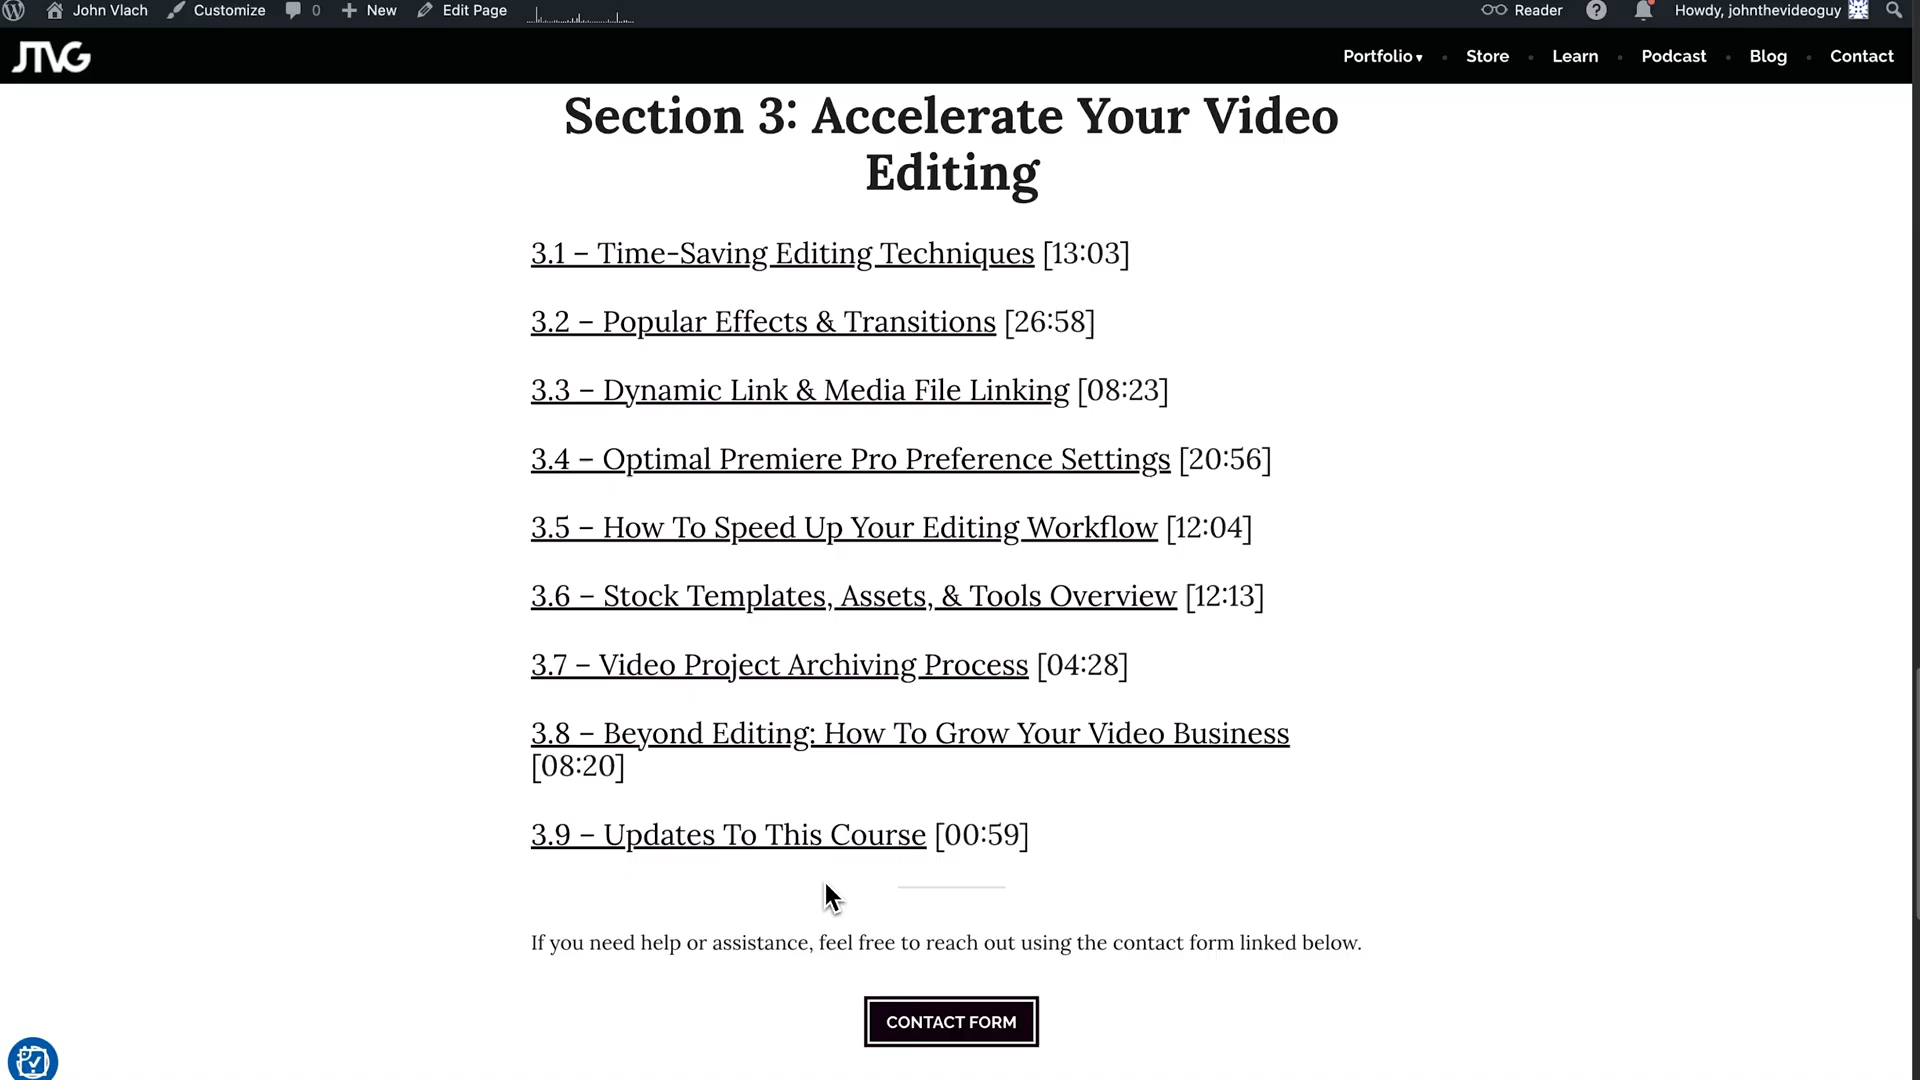 John Vlach Customize 0 New Edit Page Reader Howdy, johnthevideoguy
JTVG Portfolio▾ • Store • Learn • Podcast • Blog • Contact
Section 3: Accelerate Your Video
Editing
3.1 – Time-Saving Editing Techniques [13:03]
3.2 – Popular Effects & Transitions [26:58]
3.3 – Dynamic Link & Media File Linking [08:23]
3.4 – Optimal Premiere Pro Preference Settings [20:56]
3.5 – How To Speed Up Your Editing Workflow [12:04]
3.6 – Stock Templates, Assets, & Tools Overview [12:13]
3.7 – Video Project Archiving Process [04:28]
3.8 – Beyond Editing: How To Grow Your Video Business
[08:20]
3.9 – Updates To This Course [00:59]
If you need help or assistance, feel free to reach out using the contact form linked below.
CONTACT FORM